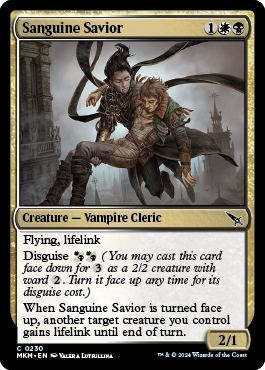 Sanguine Savior 1
Creature — Vampire Cleric
Flying, lifelink
Disguise (You may cast this card
face down for 3 as a 2/2 creature with
ward 2. Turn it face up any time for its
disguise cost.)
When Sanguine Savior is turned face
up, another target creature you control
gains lifelink until end of turn.
2/1
C 0230
MKM • EN Valera Lutfullina
™ & © 2024 Wizards of the Coast